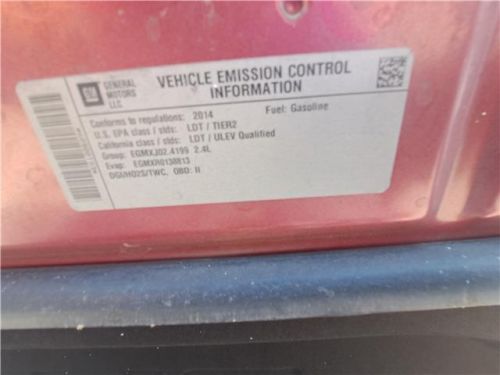 GM
GENERAL
MOTORS
LLC
VEHICLE EMISSION CONTROL
INFORMATION
Conforms to regulations: 2014 Fuel: Gasoline
U.S. EPA class / stds: LDT / TIER2
California class / stds: LDT / ULEV Qualified
Group: EGMXJ02.4199 2.4L
Evap: EGMXR0138813
DGI/HO2S/TWC, OBD: II